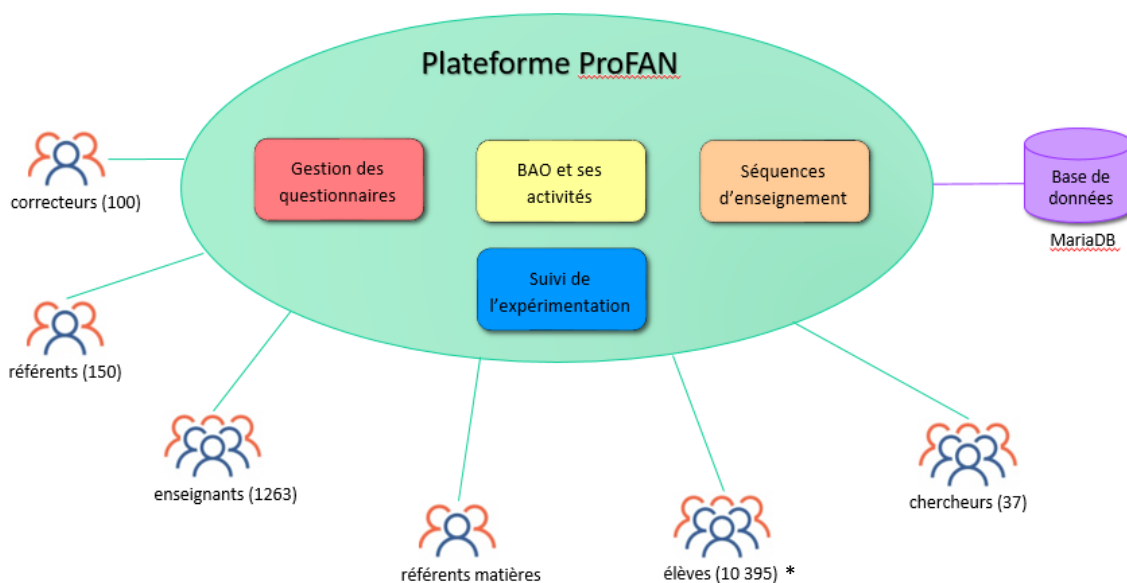 Plateforme ProFAN
Gestion des
questionnaires
BAO et ses
activités
Séquences
d’enseignement
Suivi de
l’expérimentation
Base de
données
MariaDB
correcteurs (100)
référents (150)
enseignants (1263)
référents matières
élèves (10 395) *
chercheurs (37)